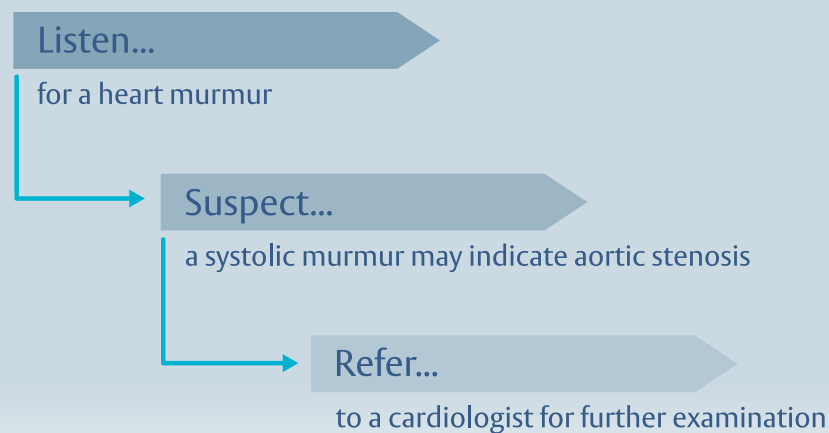 Listen...
for a heart murmur
Suspect...
a systolic murmur may indicate aortic stenosis
Refer...
to a cardiologist for further examination